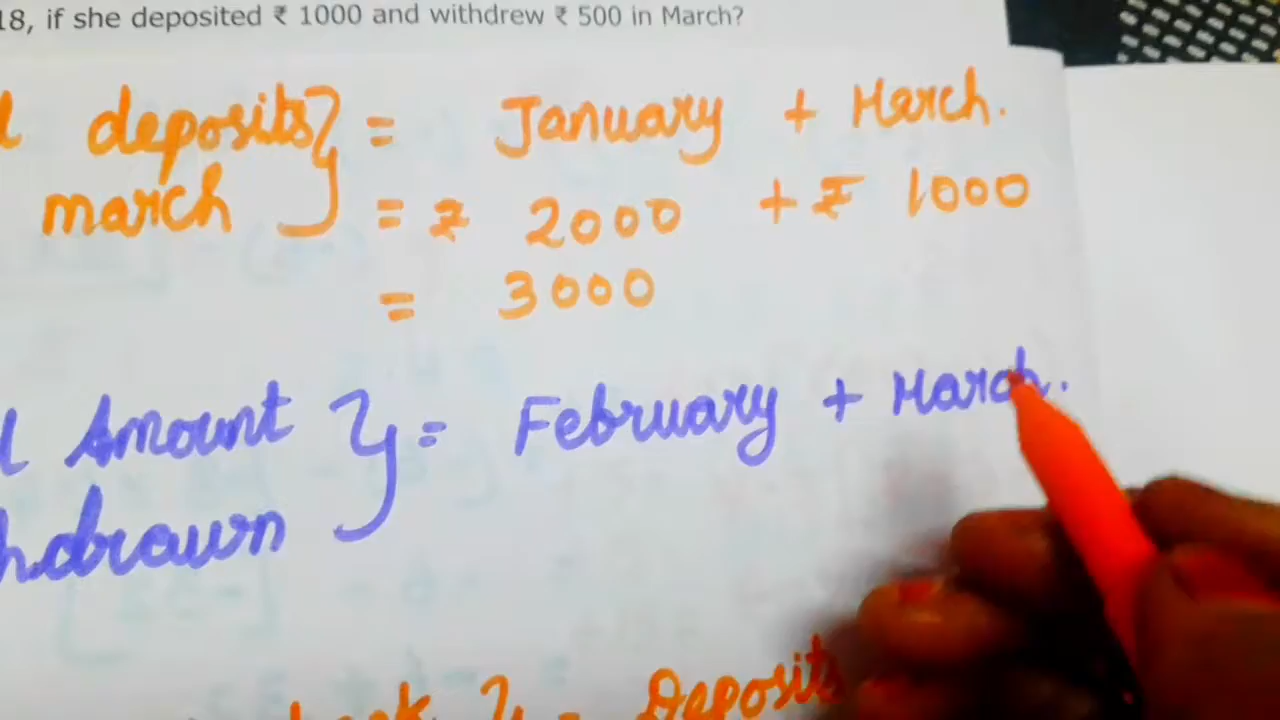 18, if she deposited ₹ 1000 and withdrew ₹ 500 in March?
l deposits} = January + March.
march = ₹ 2000 + ₹ 1000
= 3000
l Amount } = February + March.
hdrawn
= Deposits